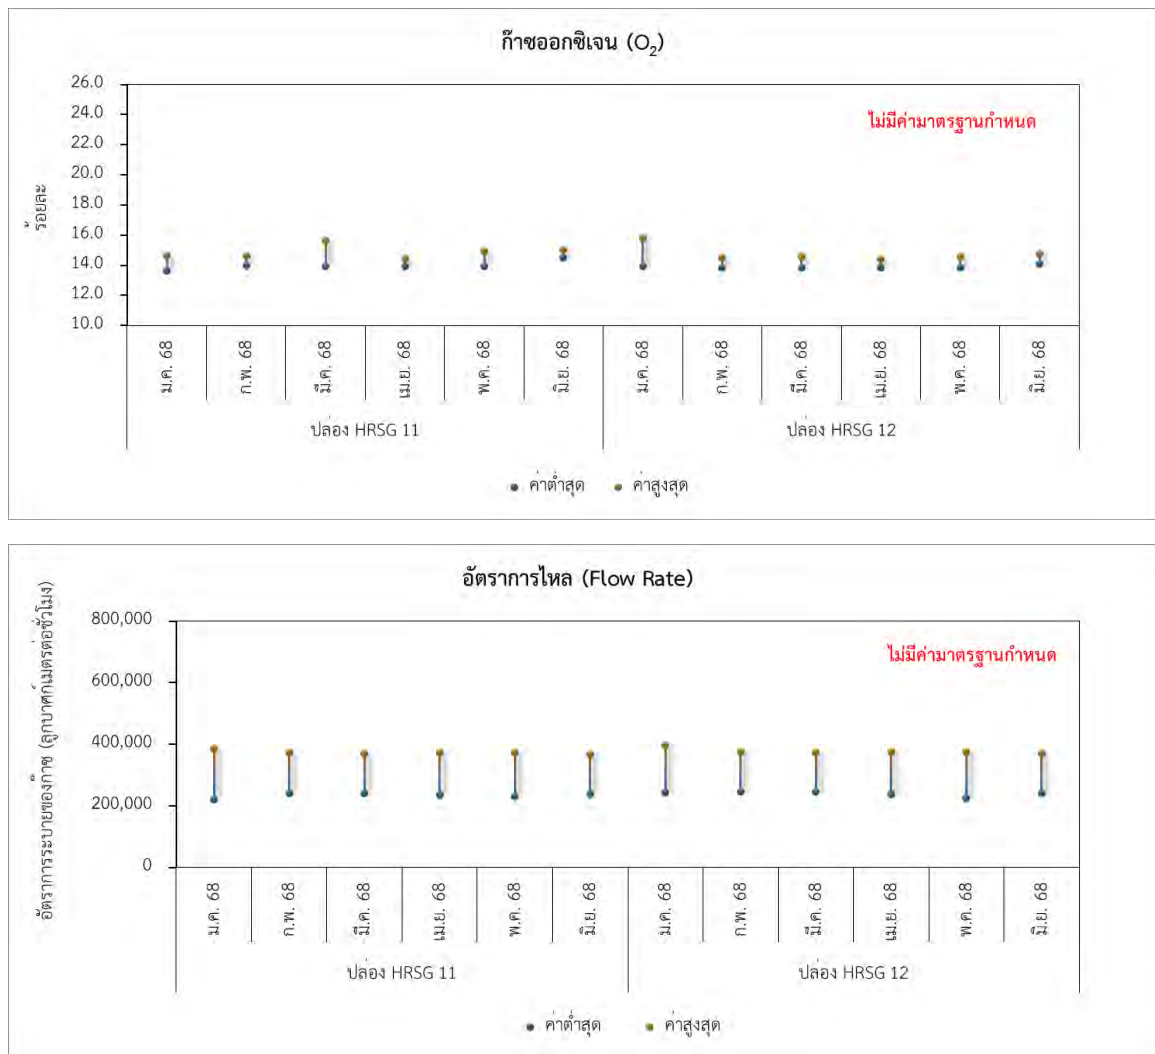 ก๊าซออกซิเจน (O₂)
ร้อยละ
26.0
24.0
22.0
20.0
18.0
16.0
14.0
12.0
10.0
ไม่มีค่ามาตรฐานกำหนด
ม.ค. 68 ก.พ. 68 มี.ค. 68 เม.ย. 68 พ.ค. 68 มิ.ย. 68 ม.ค. 68 ก.พ. 68 มี.ค. 68 เม.ย. 68 พ.ค. 68 มิ.ย. 68
ปล่อง HRSG 11 ปล่อง HRSG 12
ค่าต่ำสุด ค่าสูงสุด
อัตราการไหล (Flow Rate)
อัตราการระบายของก๊าซ (ลูกบาศก์เมตรต่อชั่วโมง)
800,000
600,000
400,000
200,000
0
ไม่มีค่ามาตรฐานกำหนด
ม.ค. 68 ก.พ. 68 มี.ค. 68 เม.ย. 68 พ.ค. 68 มิ.ย. 68 ม.ค. 68 ก.พ. 68 มี.ค. 68 เม.ย. 68 พ.ค. 68 มิ.ย. 68
ปล่อง HRSG 11 ปล่อง HRSG 12
ค่าต่ำสุด ค่าสูงสุด